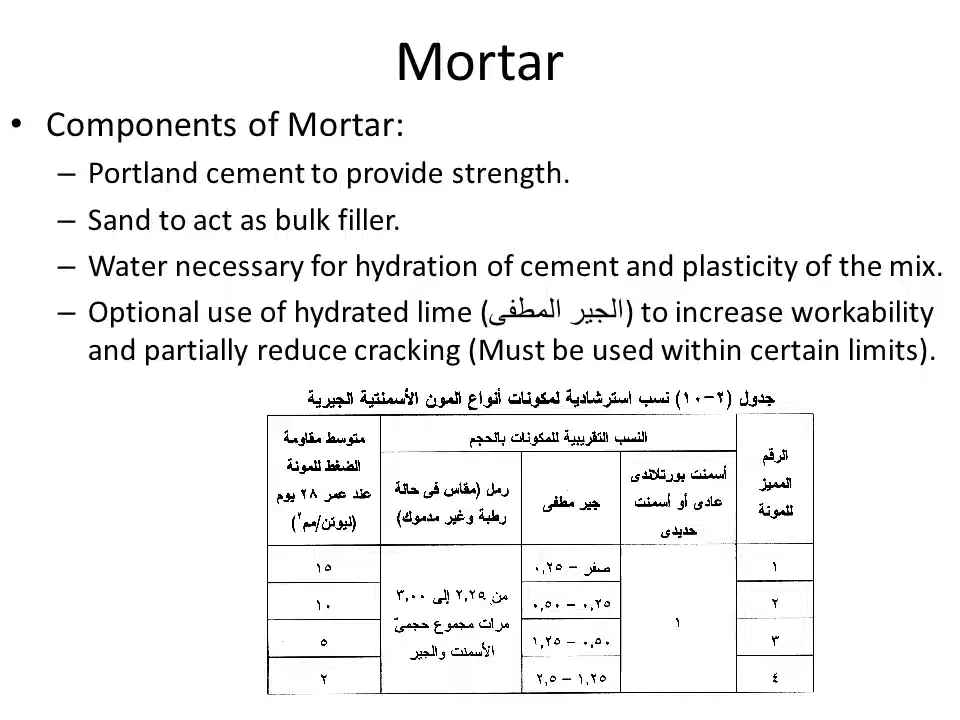 Mortar
• Components of Mortar:
– Portland cement to provide strength.
– Sand to act as bulk filler.
– Water necessary for hydration of cement and plasticity of the mix.
– Optional use of hydrated lime (الجير المطفى) to increase workability
and partially reduce cracking (Must be used within certain limits).
جدول (٢-١٠) نسب استرشادية لمكونات أنواع المون الأسمنتية الجيرية
الرقم
المميز
للمونة
النسب التقريبية للمكونات بالحجم
أسمنت بورتلاندى
عادى أو أسمنت
حديدى
جير مطفى
رمل (مقاس فى حالة
رطبة وغير مدموك)
متوسط مقاومة
الضغط للمونة
عند عمر ٢٨ يوم
(نيوتن/مم٢)
١
١
صفر – ٠,٢٥
من ٢,٢٥ إلى ٣,٠٠
مرات مجموع حجمىّ
الأسمنت والجير
١٥
٢
٠,٢٥ – ٠,٥٠
١٠
٣
٠,٥٠ – ١,٢٥
٥
٤
١,٢٥ – ٢,٥
٢